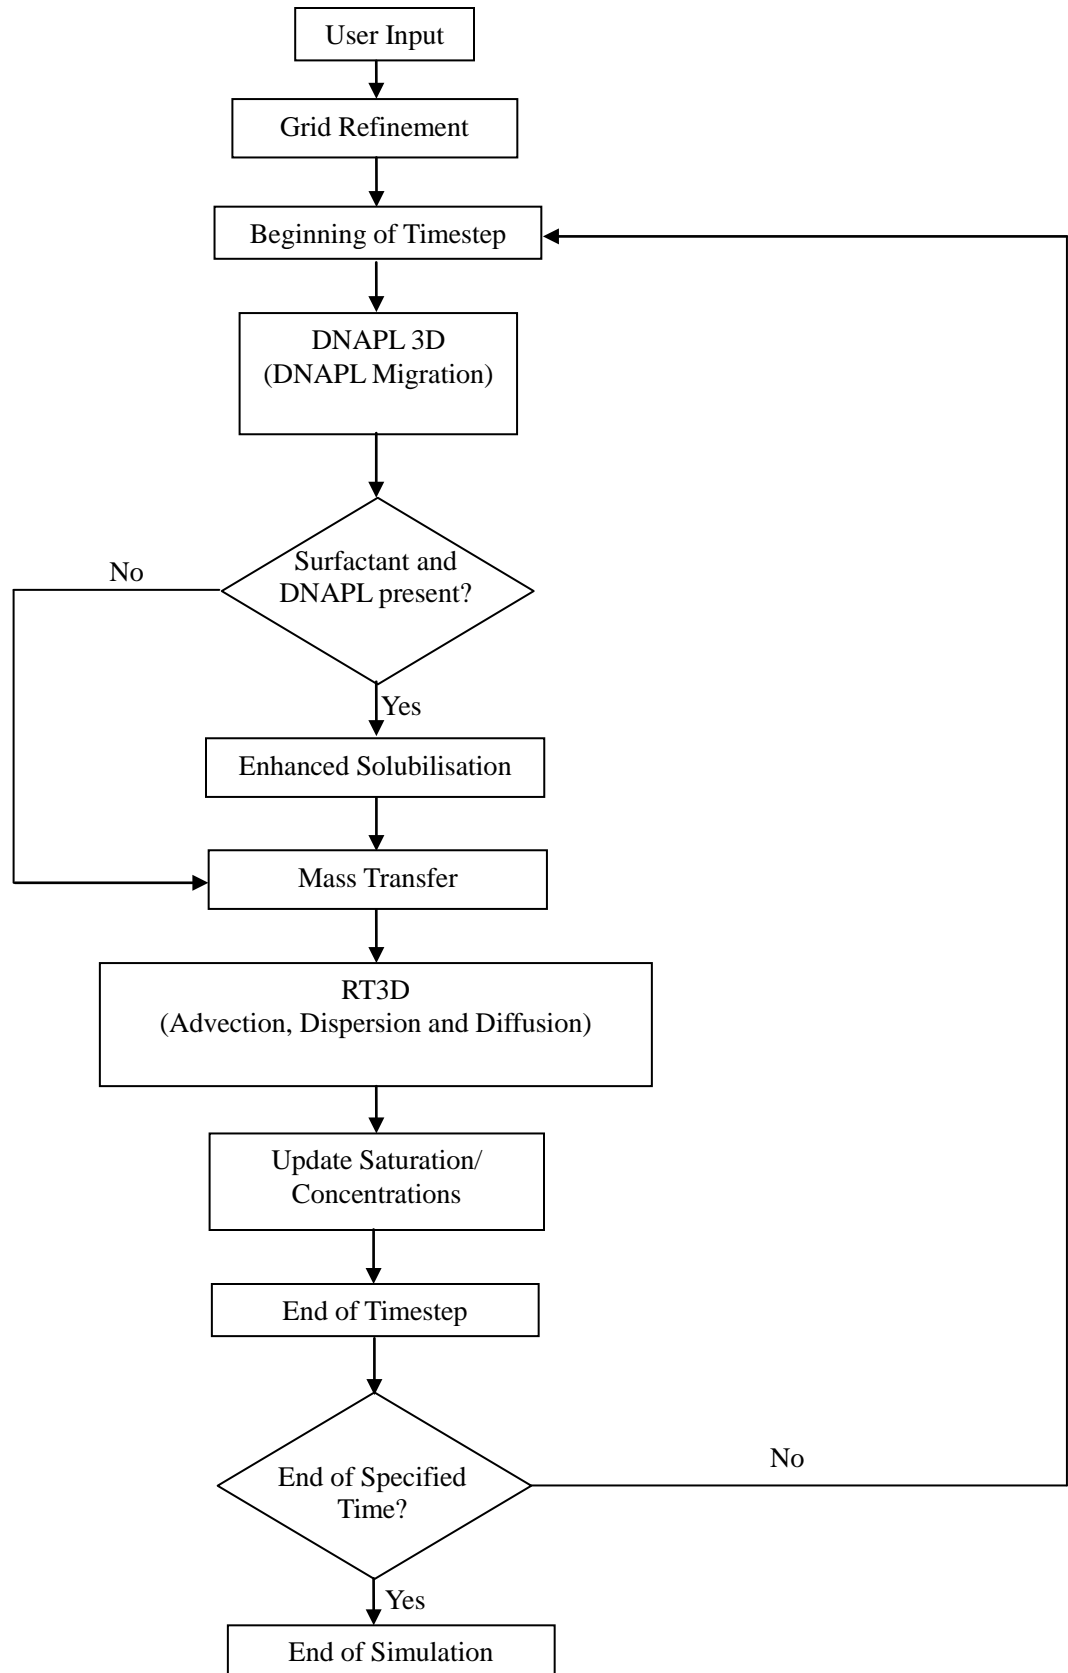 User Input
Grid Refinement
Beginning of Timestep
DNAPL 3D
(DNAPL Migration)
Surfactant and
DNAPL present?
No
Yes
Enhanced Solubilisation
Mass Transfer
RT3D
(Advection, Dispersion and Diffusion)
Update Saturation/
Concentrations
End of Timestep
End of Specified
Time?
No
Yes
End of Simulation